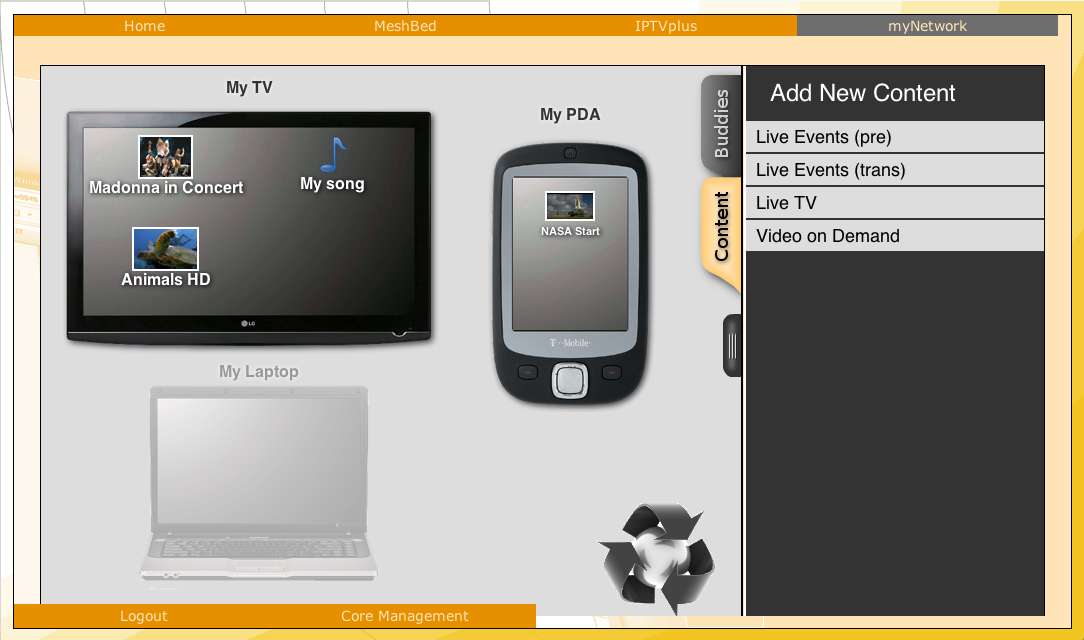 Home
MeshBed
IPTVplus
myNetwork
My TV
Madonna in Concert
My song
Animals HD
LG
My PDA
NASA Start
T··Mobile·
My Laptop
Buddies
Content
Add New Content
Live Events (pre)
Live Events (trans)
Live TV
Video on Demand
Logout
Core Management